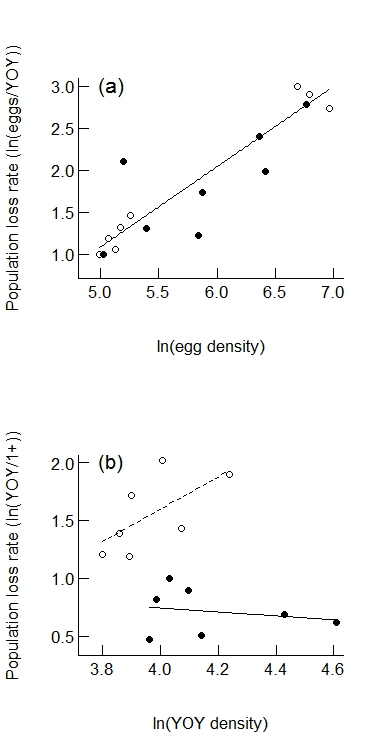 Population loss rate (ln(eggs/YOY))
(a)
3.0
2.5
2.0
1.5
1.0
5.0 5.5 6.0 6.5 7.0
ln(egg density)
Population loss rate (ln(YOY/1+))
(b)
2.0
1.5
1.0
0.5
3.8 4.0 4.2 4.4 4.6
ln(YOY density)